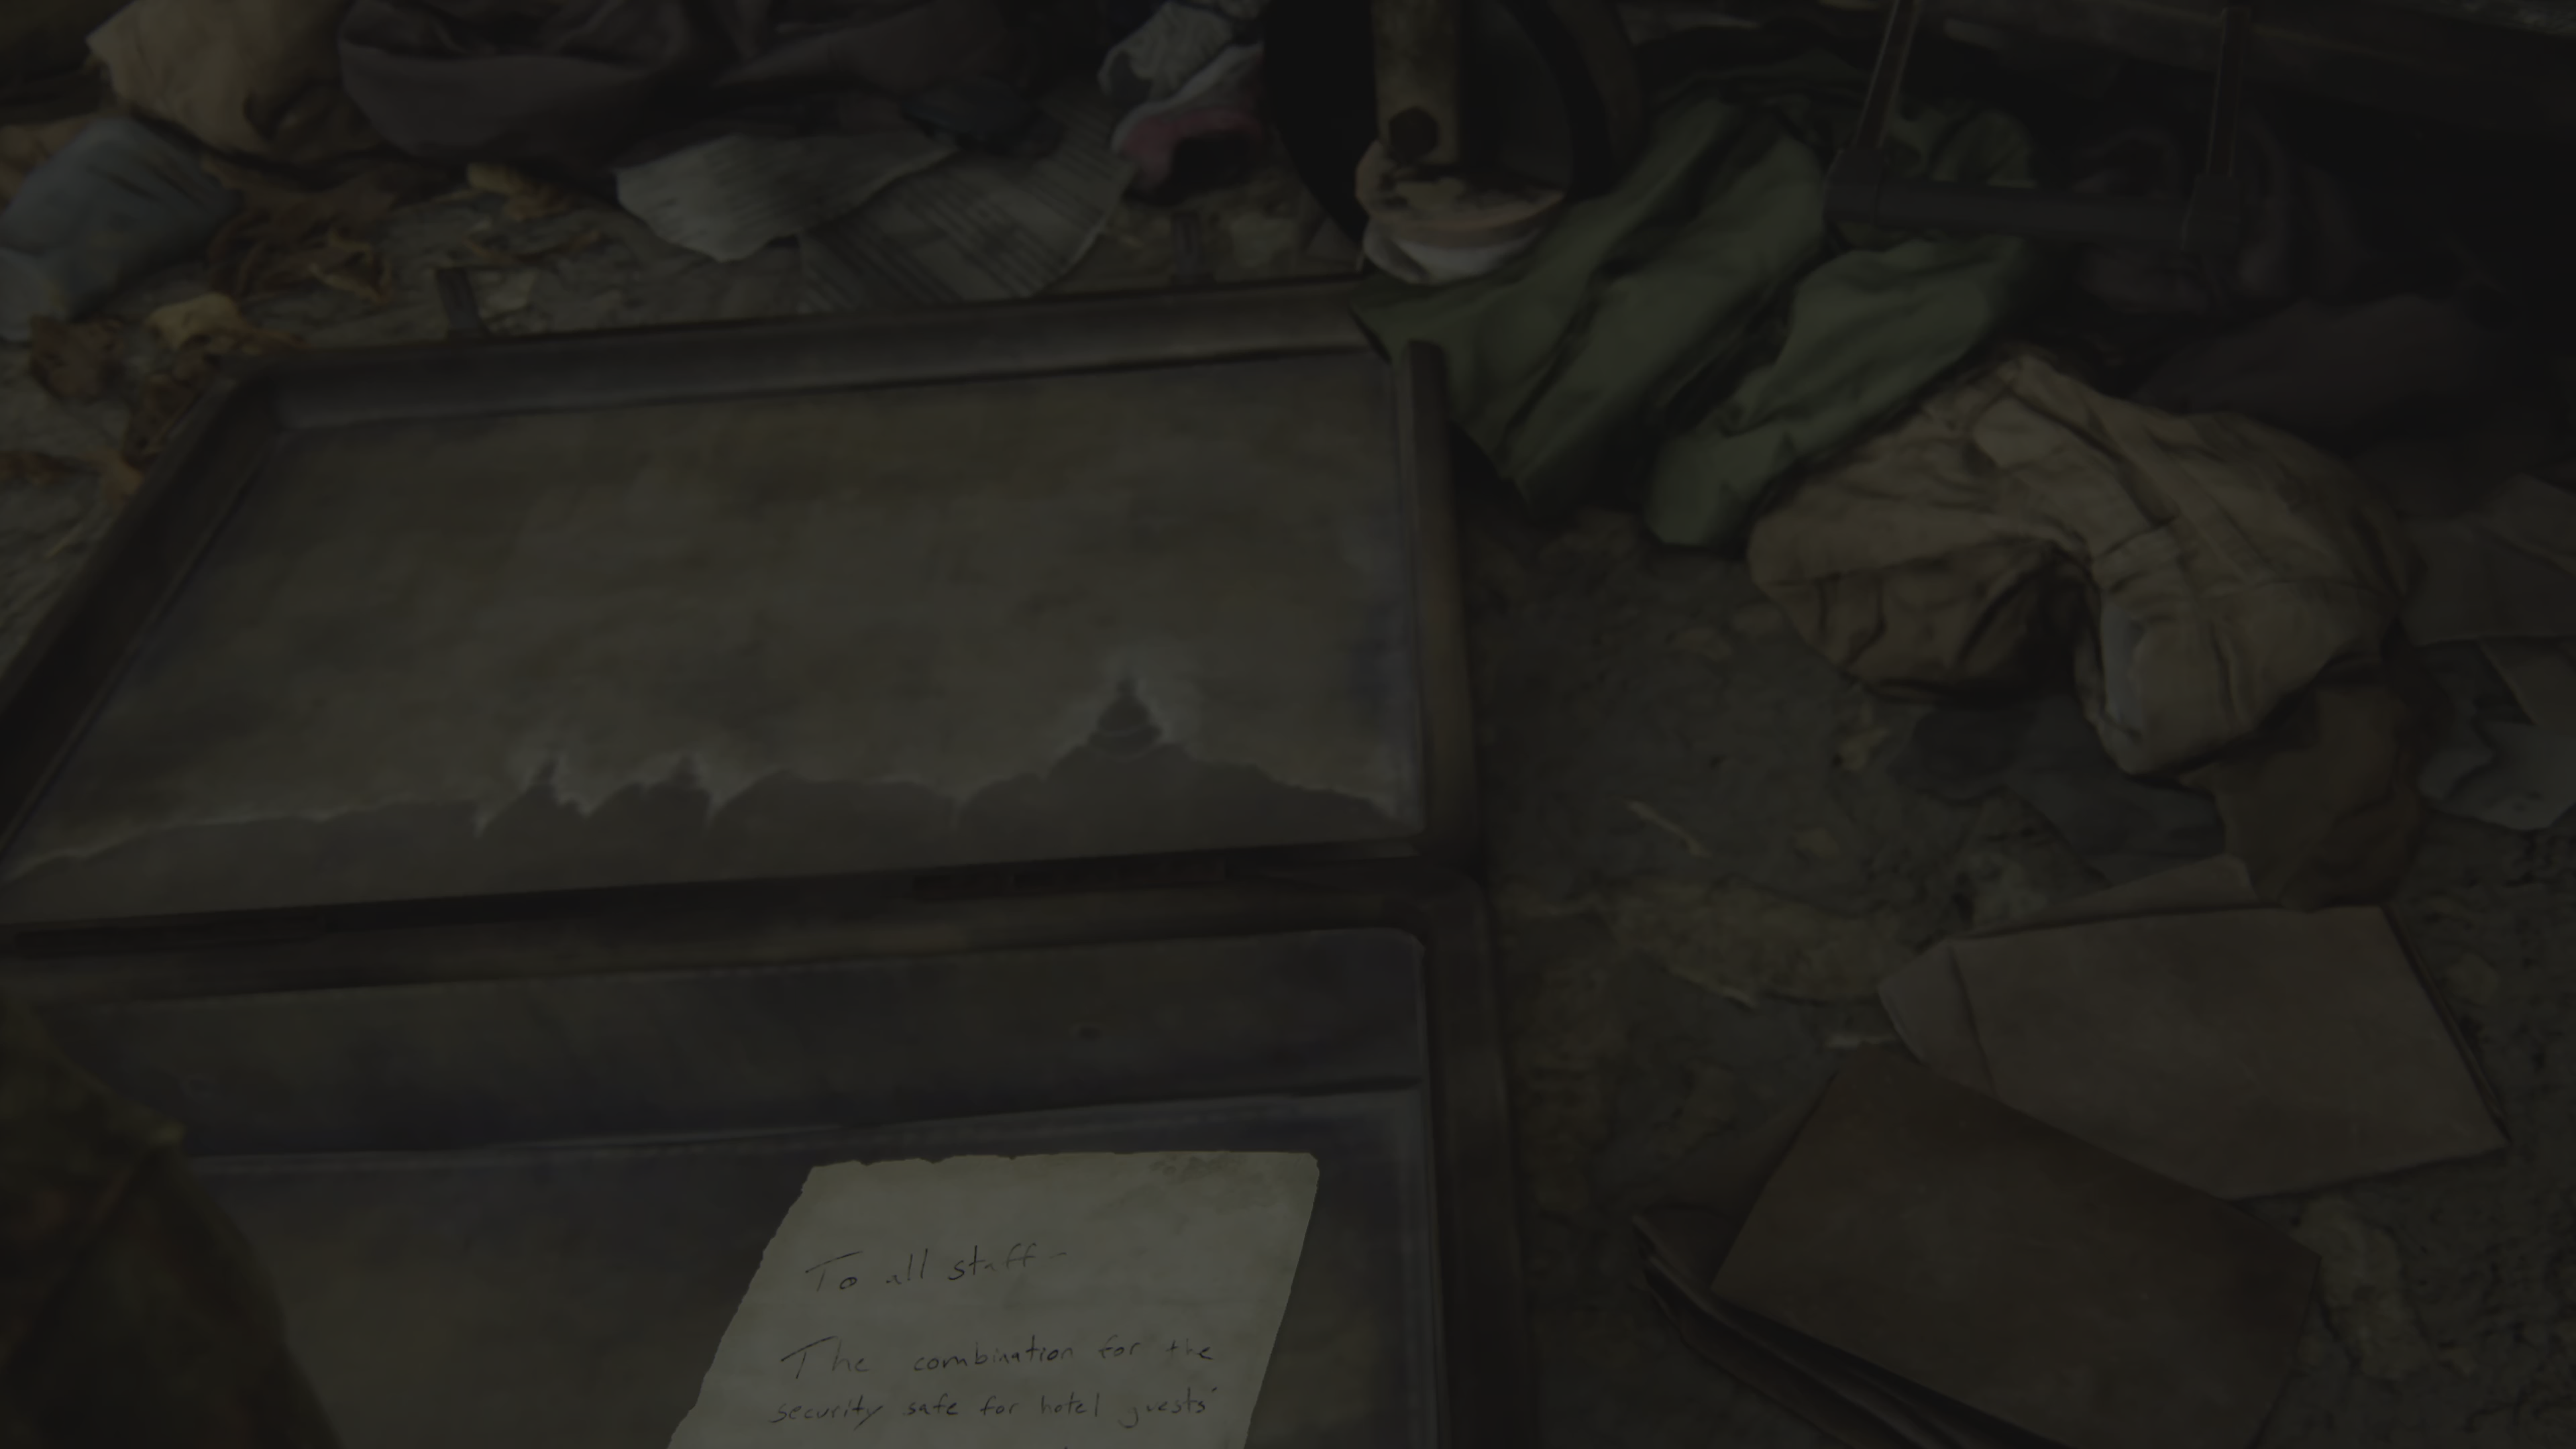 To all staff-
The combination for the
security safe for hotel guests'